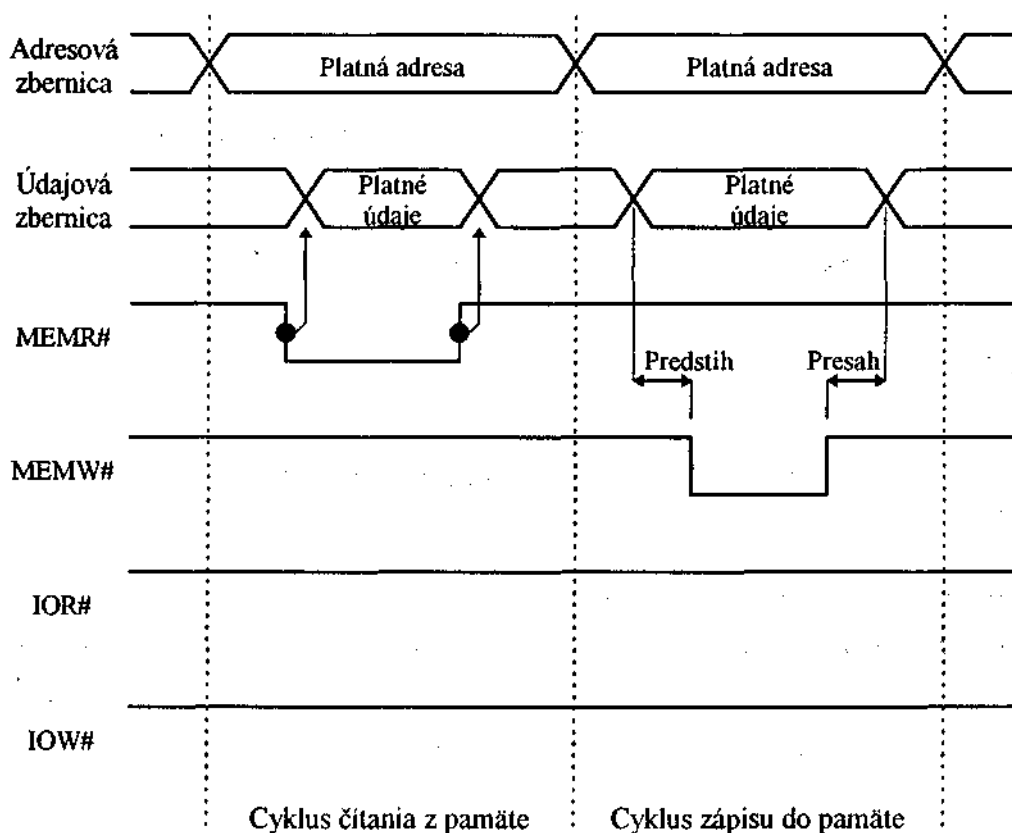 Adresová
zbernica
Platná adresa
Platná adresa
Údajová
zbernica
Platné
údaje
Platné
údaje
MEMR#
Predstih
Presah
MEMW#
IOR#
IOW#
Cyklus čítania z pamäte
Cyklus zápisu do pamäte